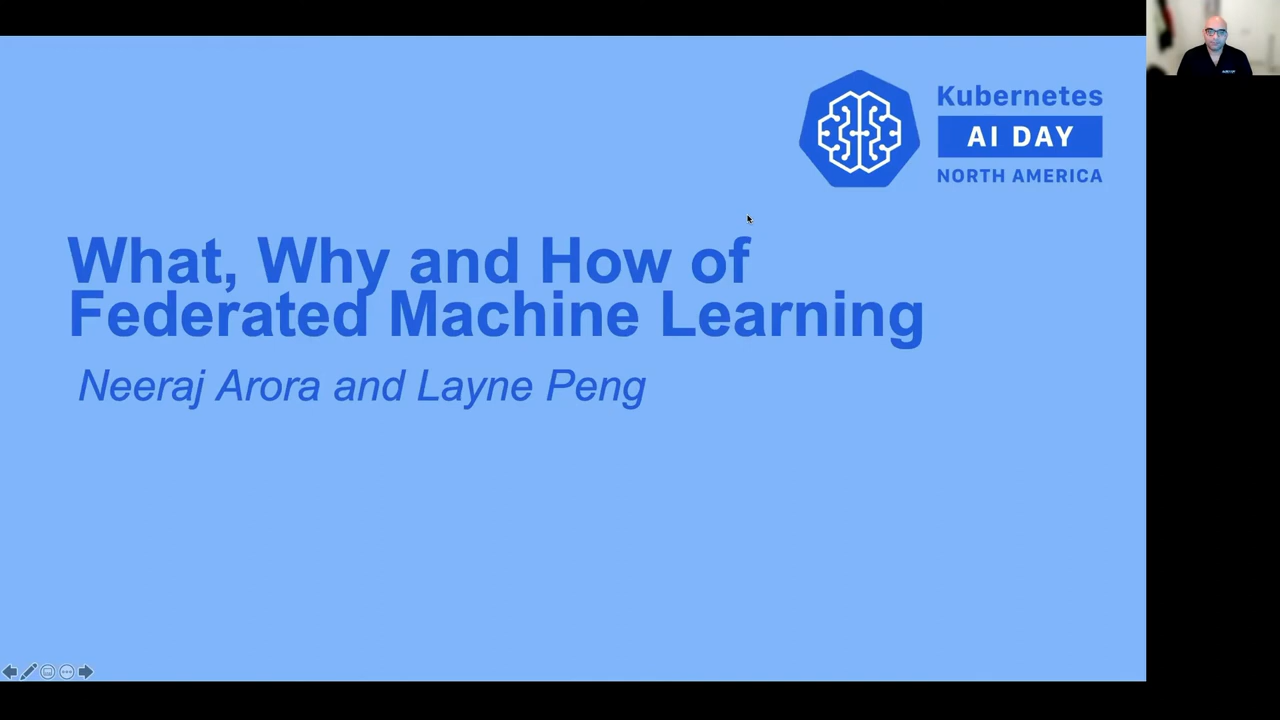 Kubernetes
AI DAY
NORTH AMERICA
What, Why and How of
Federated Machine Learning
Neeraj Arora and Layne Peng